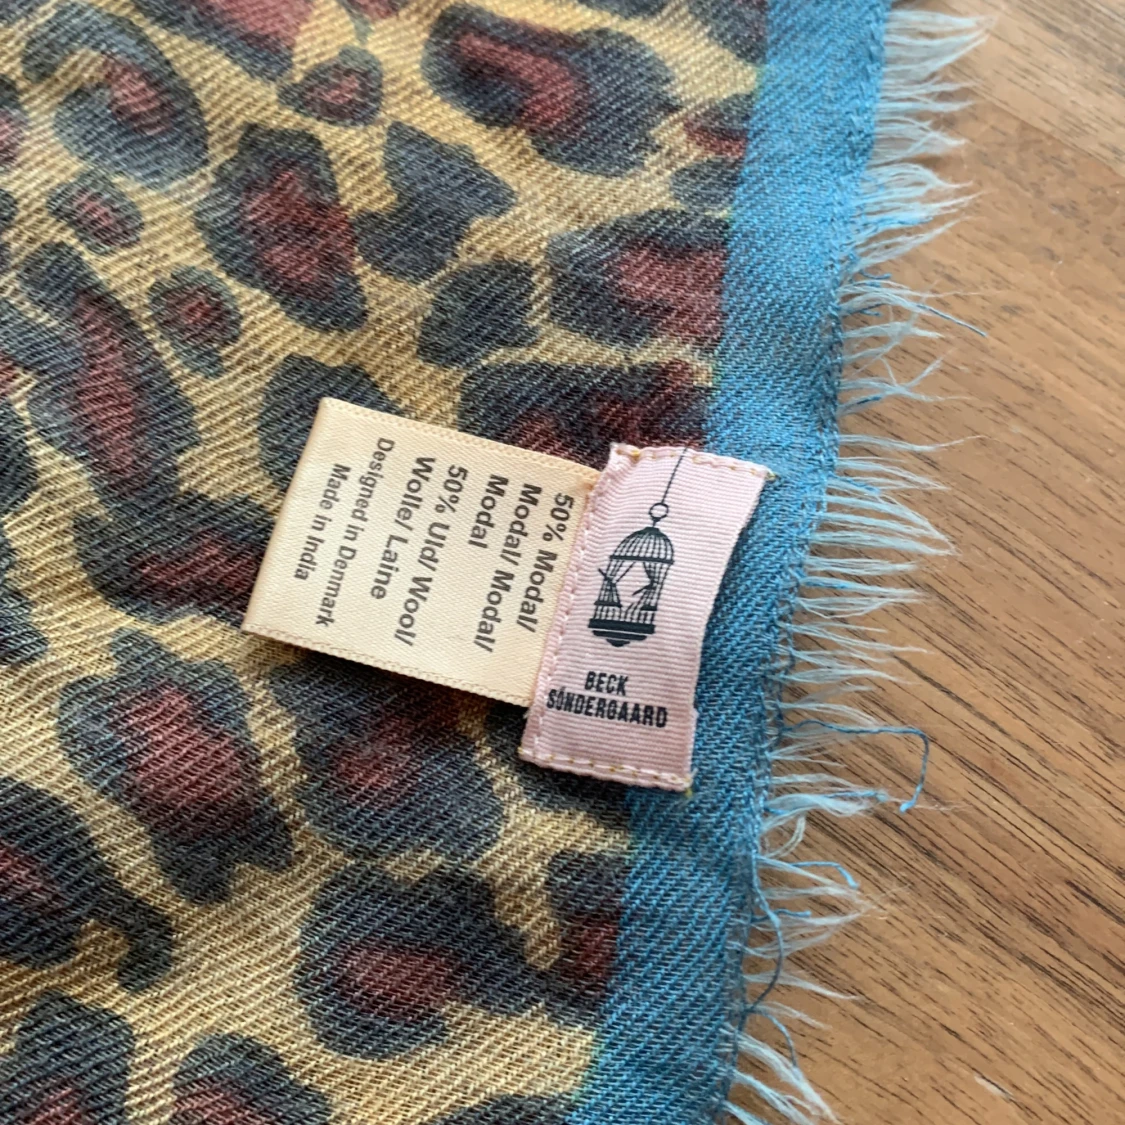 50% Modal/
Modal/ Modal/
Modal
50% Uld/ Wool/
Wolle/ Laine
Designed in Denmark
Made in India
BECK
SÖNDERGAARD